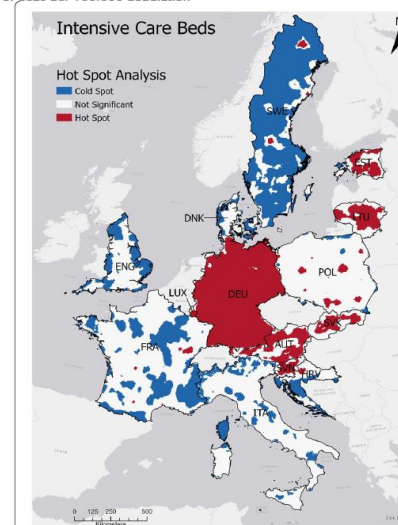 Intensive Care Beds
Hot Spot Analysis
Cold Spot
Not Significant
Hot Spot
N
SWE
EST
LTU
DNK
ENG
LUX
DEU
POL
FRA
SVK
AUT
SVN
HRV
ITA
0 125 250 500
Kilometers